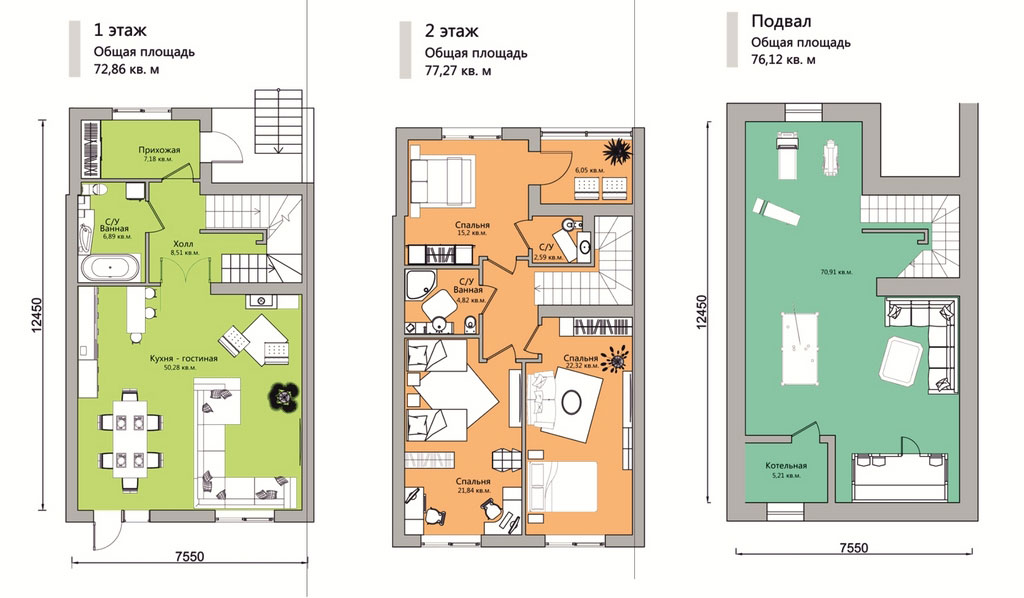 1 этаж
Общая площадь
72,86 кв. м
Прихожая
7,18 кв.м.
С/У
Ванная
6,89 кв.м.
Холл
8,51 кв.м.
Кухня - гостиная
50,28 кв.м.
12450
7550
2 этаж
Общая площадь
77,27 кв. м
6,05 кв.м.
Спальня
15,2 кв.м.
С/У
2,59 кв.м.
С/У
Ванная
4,82 кв.м.
Спальня
22,32 кв.м.
Спальня
21,84 кв.м.
Подвал
Общая площадь
76,12 кв. м
70,91 кв.м.
Котельная
5,21 кв.м.
12450
7550